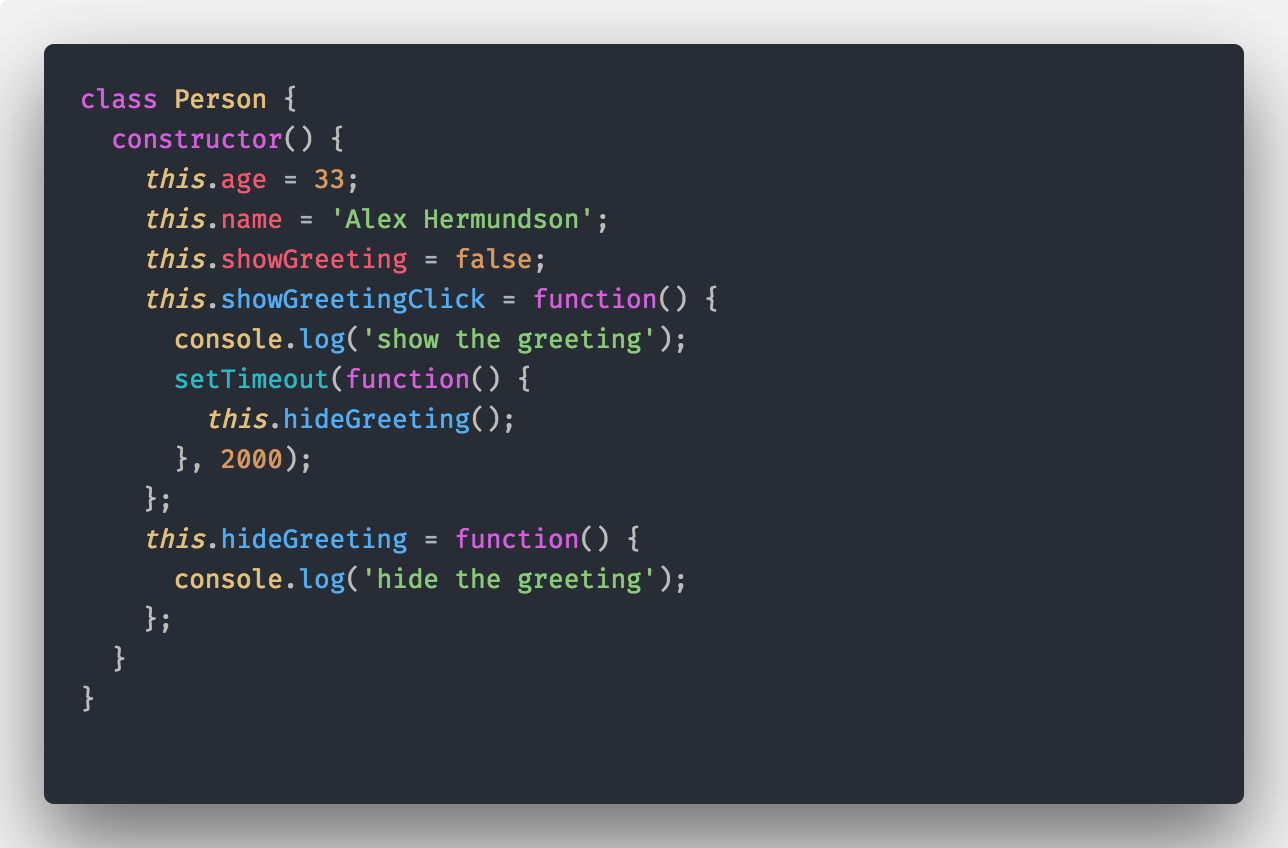 class Person {
  constructor() {
    this.age = 33;
    this.name = 'Alex Hermundson';
    this.showGreeting = false;
    this.showGreetingClick = function() {
      console.log('show the greeting');
      setTimeout(function() {
        this.hideGreeting();
      }, 2000);
    };
    this.hideGreeting = function() {
      console.log('hide the greeting');
    };
  }
}